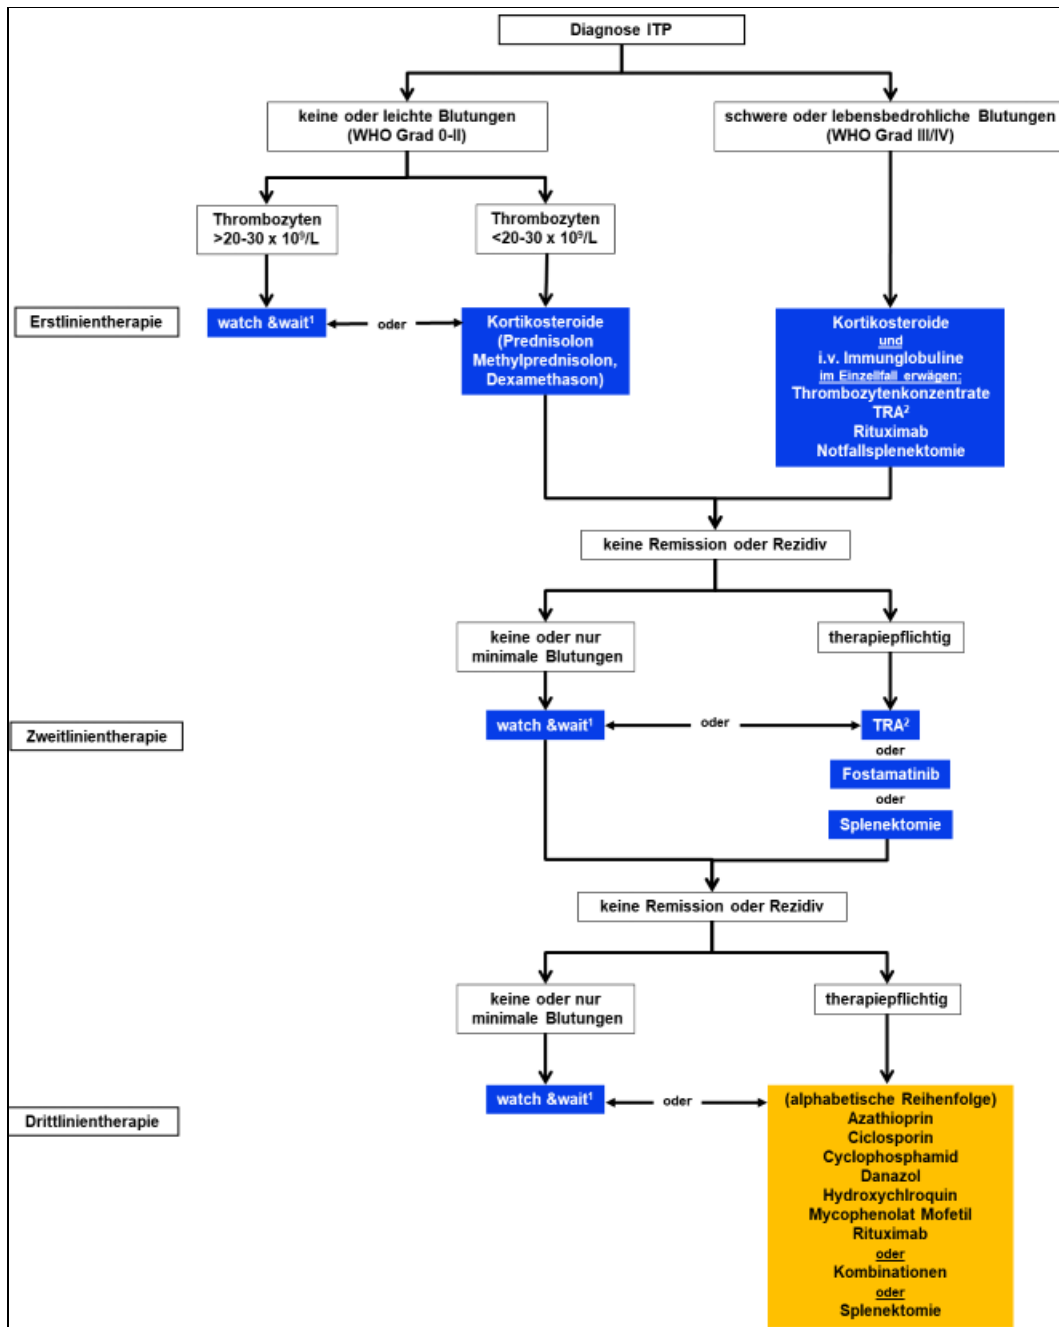 Diagnose ITP
keine oder leichte Blutungen
(WHO Grad 0-II)
schwere oder lebensbedrohliche Blutungen
(WHO Grad III/IV)
Thrombozyten
>20-30 x 10⁹/L
Thrombozyten
<20-30 x 10⁹/L
Erstlinientherapie
watch &wait¹
oder
Kortikosteroide
(Prednisolon
Methylprednisolon,
Dexamethason)
Kortikosteroide
und
i.v. Immunglobuline
im Einzellfall erwägen:
Thrombozytenkonzentrate
TRA²
Rituximab
Notfallsplenektomie
keine Remission oder Rezidiv
keine oder nur
minimale Blutungen
therapiepflichtig
Zweitlinientherapie
watch &wait¹
oder
TRA²
oder
Fostamatinib
oder
Splenektomie
keine Remission oder Rezidiv
keine oder nur
minimale Blutungen
therapiepflichtig
Drittlinientherapie
watch &wait¹
oder
(alphabetische Reihenfolge)
Azathioprin
Ciclosporin
Cyclophosphamid
Danazol
Hydroxychlroquin
Mycophenolat Mofetil
Rituximab
oder
Kombinationen
oder
Splenektomie